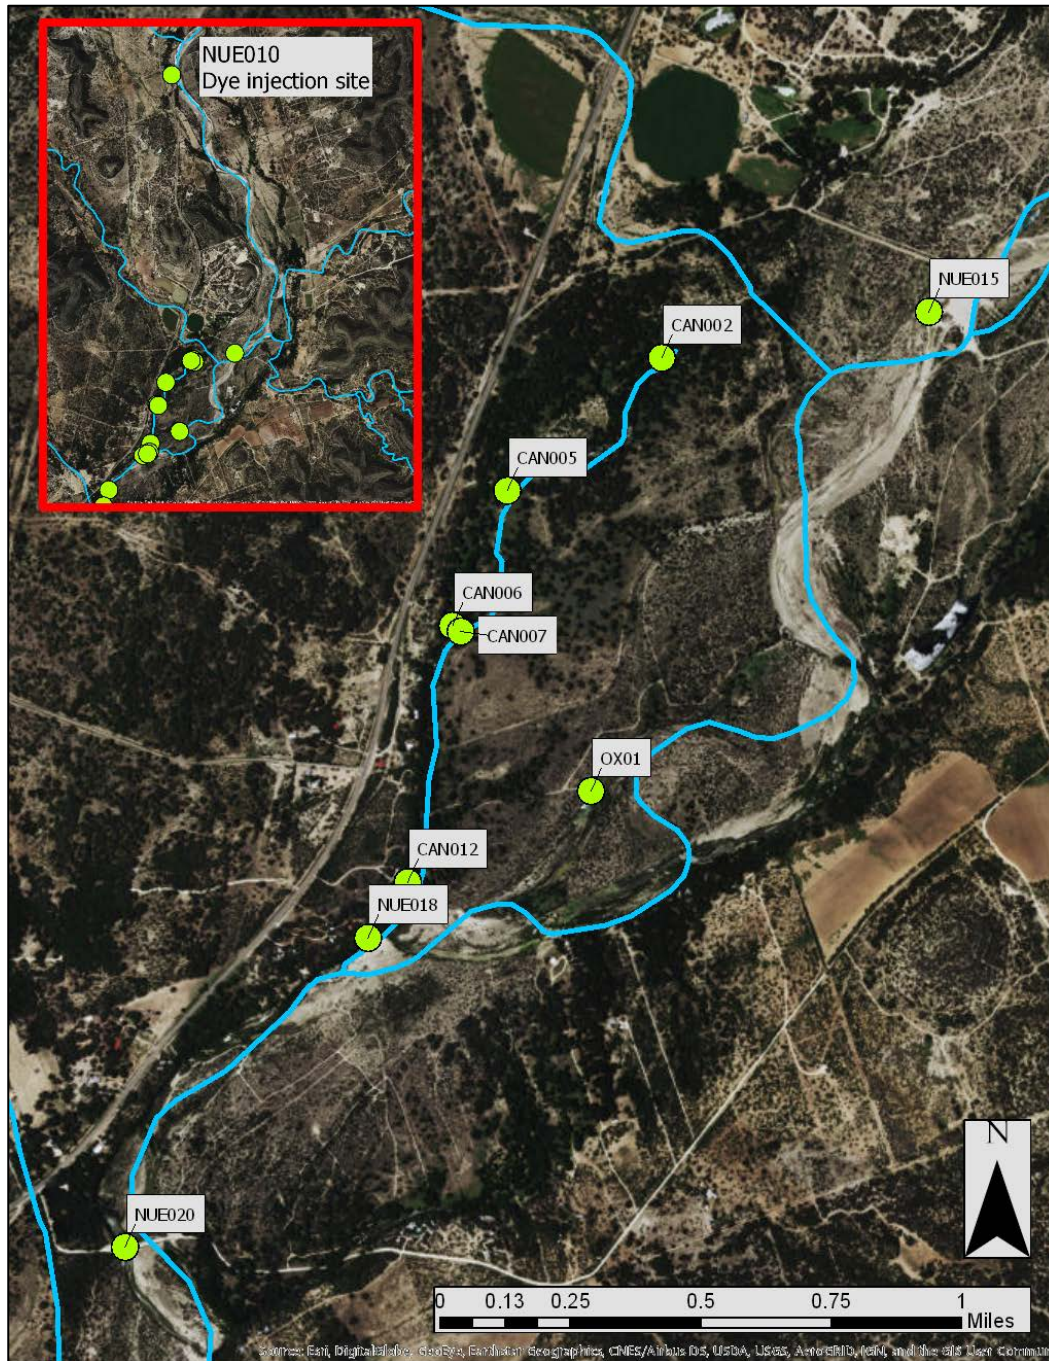 NUE010
Dye injection site
NUE015
CAN002
CAN005
CAN006
CAN007
OX01
CAN012
NUE018
N
NUE020
0 0.13 0.25 0.5 0.75 1
Miles
Source: Esri, DigitalGlobe, GeoEye, Earthstar Geographics, CNES/Airbus DS, USDA, USGS, AeroGRID, IGN, and the GIS User Commun